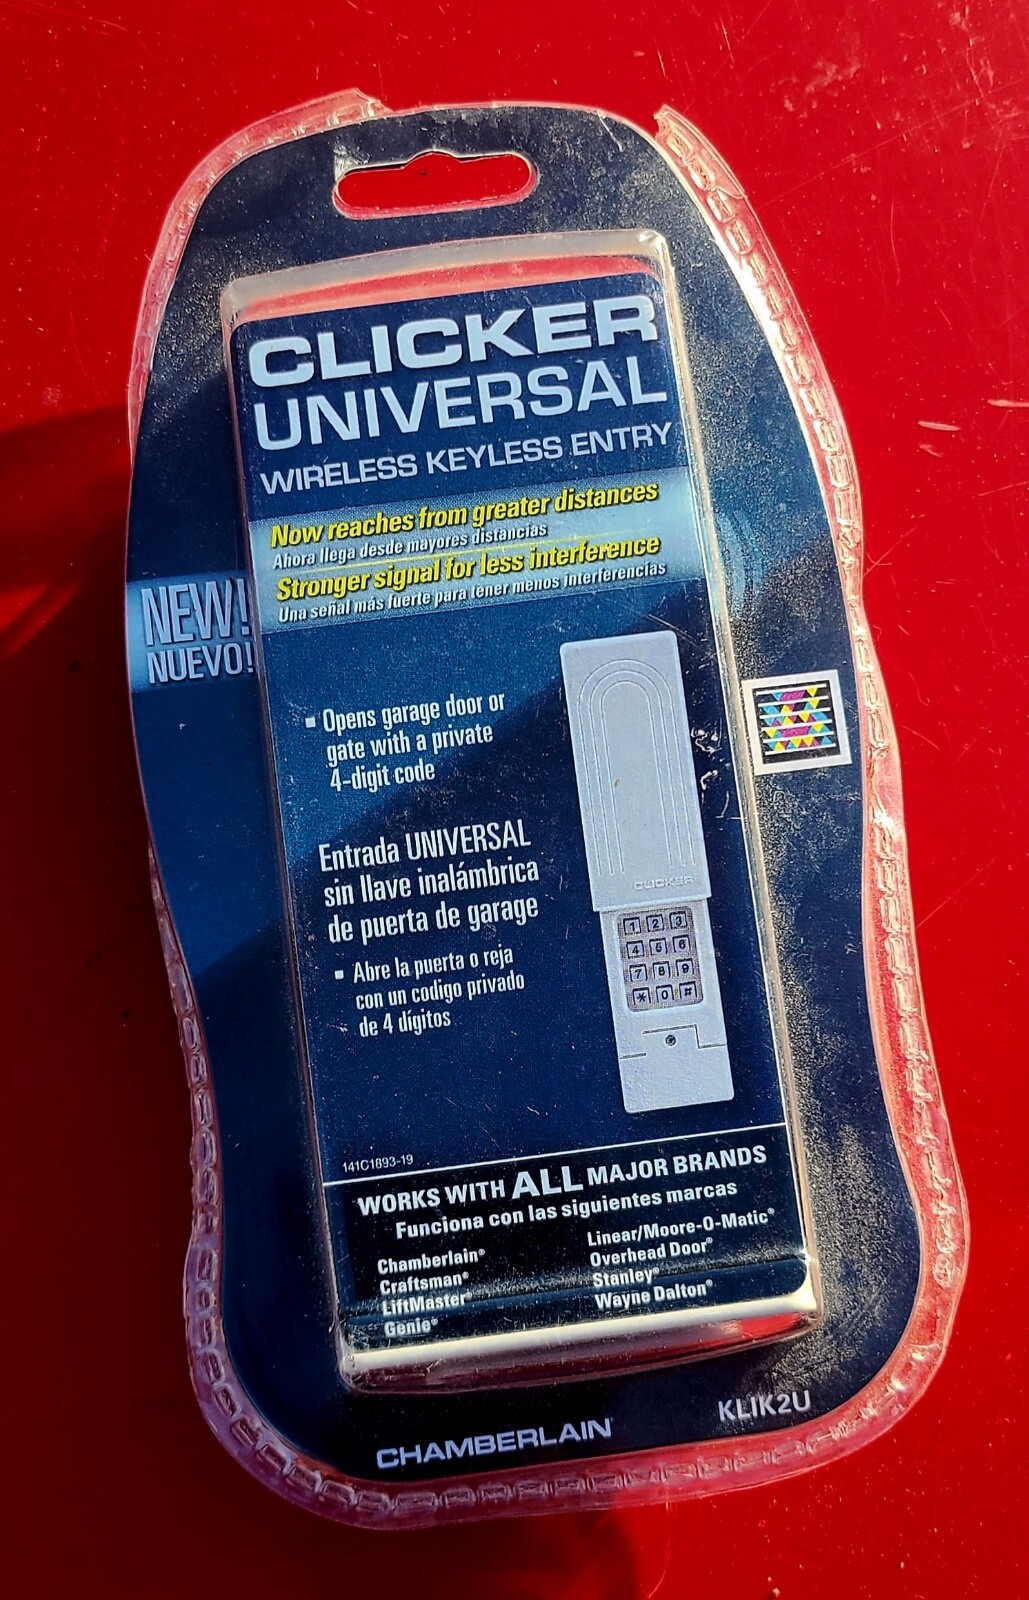 CLICKER
UNIVERSAL
WIRELESS KEYLESS ENTRY
Now reaches from greater distances
Ahora llega desde mayores distancias
Stronger signal for less interference
Una señal más fuerte para tener menos interferencias
NEW!
NUEVO!
▪ Opens garage door or
gate with a private
4-digit code
Entrada UNIVERSAL
sin llave inalámbrica
de puerta de garage
▪ Abre la puerta o reja
con un codigo privado
de 4 dígitos
CLICKER
1 2 3
4 5 6
7 8 9
* 0 #
141C1893-19
WORKS WITH ALL MAJOR BRANDS
Funciona con las siguientes marcas
Chamberlain®
Craftsman®
LiftMaster®
Genie®
Linear/Moore-O-Matic®
Overhead Door®
Stanley®
Wayne Dalton®
KLIK2U
CHAMBERLAIN